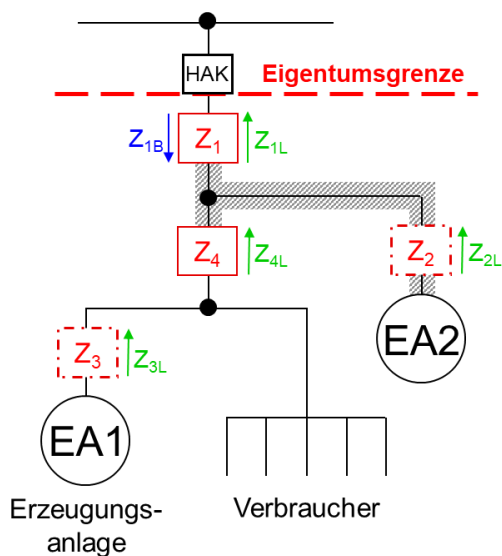 HAK
Eigentumsgrenze
Z1B
Z1
Z1L
Z4
Z4L
Z2
Z2L
EA2
Z3
Z3L
EA1
Erzeugungs-
anlage
Verbraucher